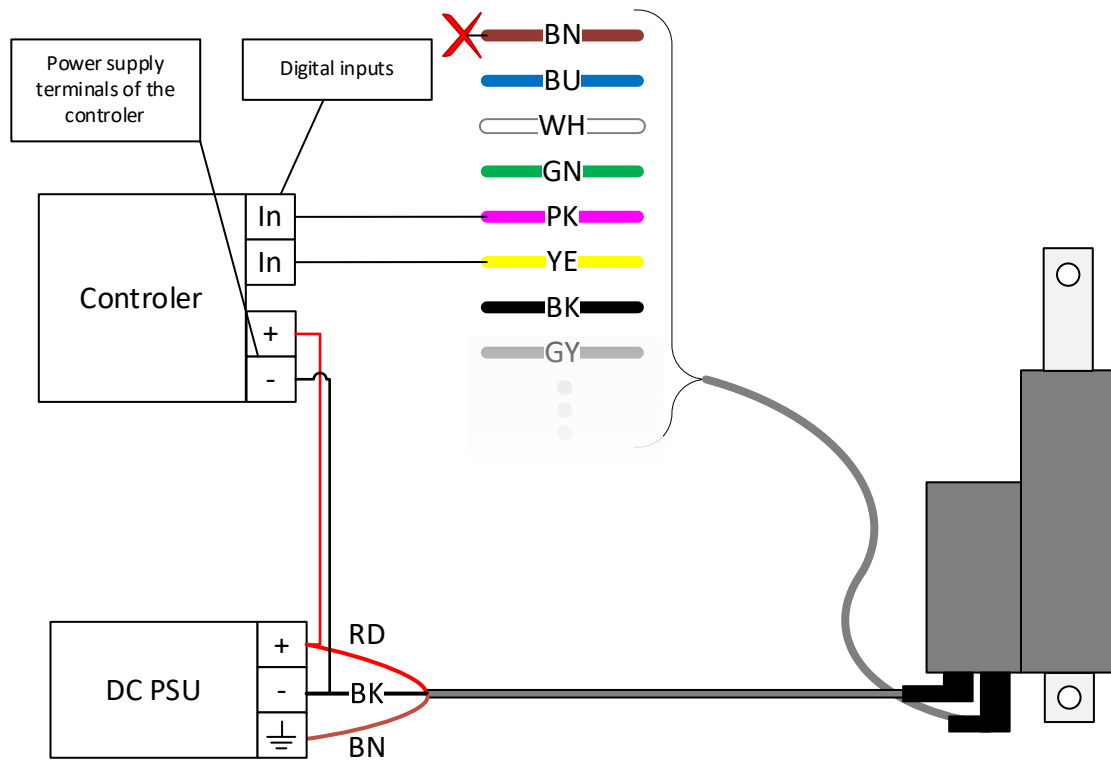 Power supply
terminals of the
controler
Digital inputs
BN
BU
WH
GN
PK
YE
BK
GY
In
In
Controler
+
-
DC PSU
+
-
RD
BK
BN